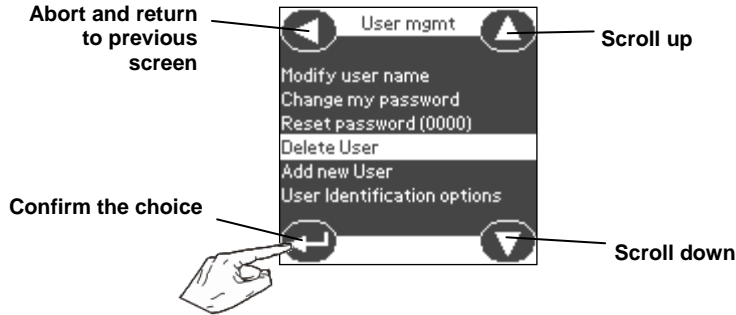 Abort and return
to previous
screen
User mgmt
Scroll up
Modify user name
Change my password
Reset password (0000)
Delete User
Add new User
User Identification options
Confirm the choice
Scroll down